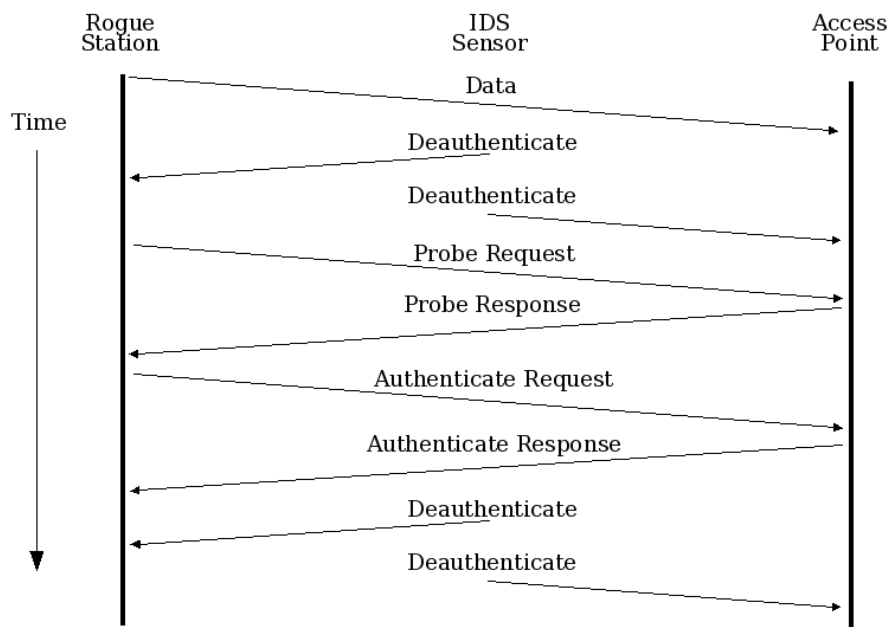 Rogue
Station
IDS
Sensor
Access
Point
Data
Time
Deauthenticate
Deauthenticate
Probe Request
Probe Response
Authenticate Request
Authenticate Response
Deauthenticate
Deauthenticate